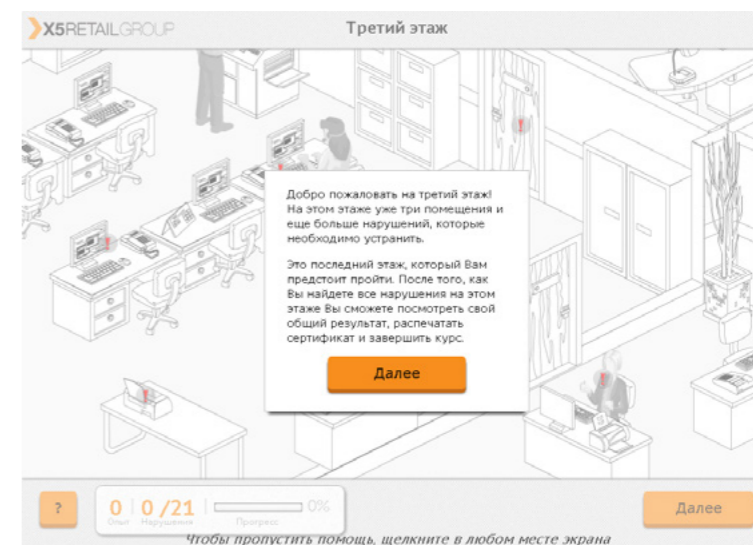 X5RETAILGROUP
Третий этаж
Добро пожаловать на третий этаж!
На этом этаже уже три помещения и
еще больше нарушений, которые
необходимо устранить.
Это последний этаж, который Вам
предстоит пройти. После того, как
Вы найдете все нарушения на этом
этаже Вы сможете посмотреть свой
общий результат, распечатать
сертификат и завершить курс.
Далее
?
0 0 /21 0%
Опыт Нарушения Прогресс
Далее
Чтобы пропустить помощь, щелкните в любом месте экрана